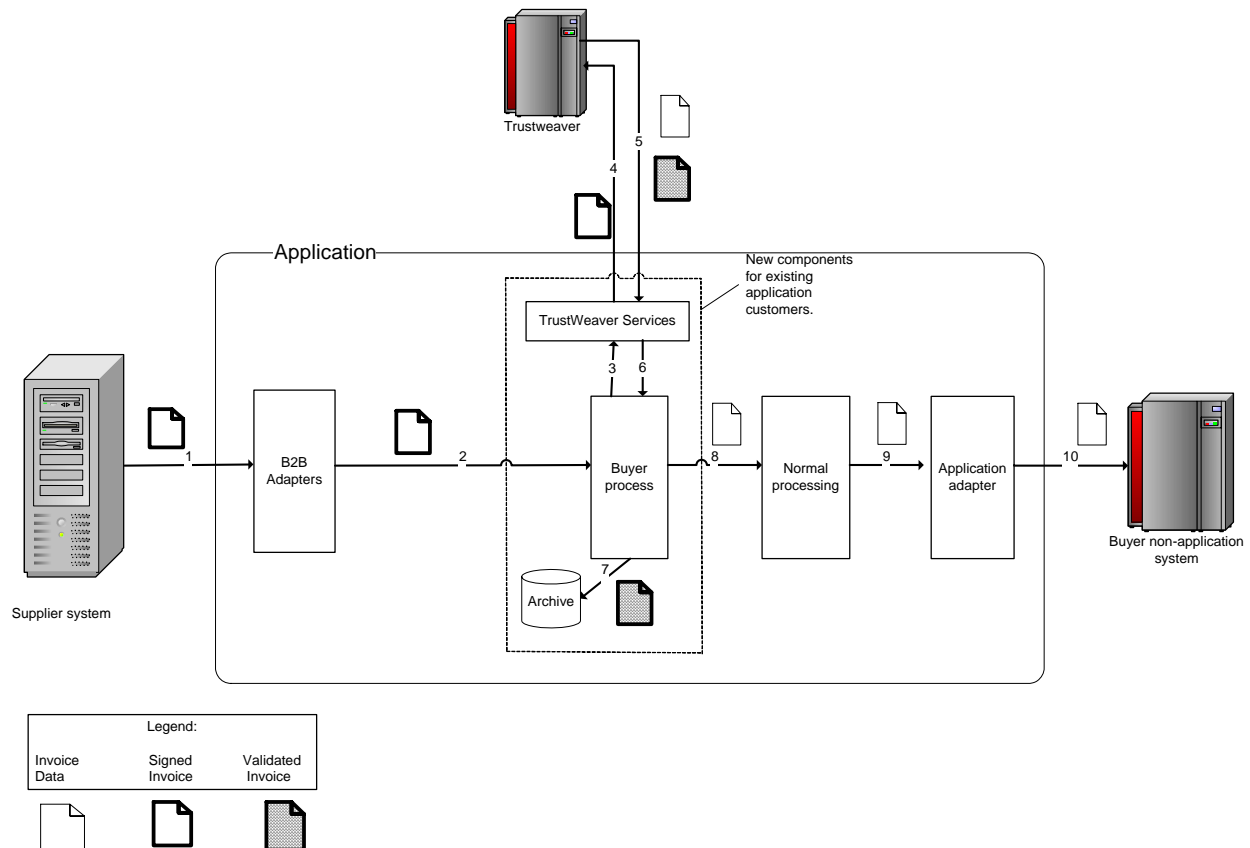 Trustweaver
4
5
Application
New components
for existing
application
customers.
TrustWeaver Services
3
6
1
B2B
Adapters
2
Buyer
process
8
Normal
processing
9
Application
adapter
10
Buyer non-application
system
7
Archive
Supplier system
Legend:
Invoice
Data
Signed
Invoice
Validated
Invoice